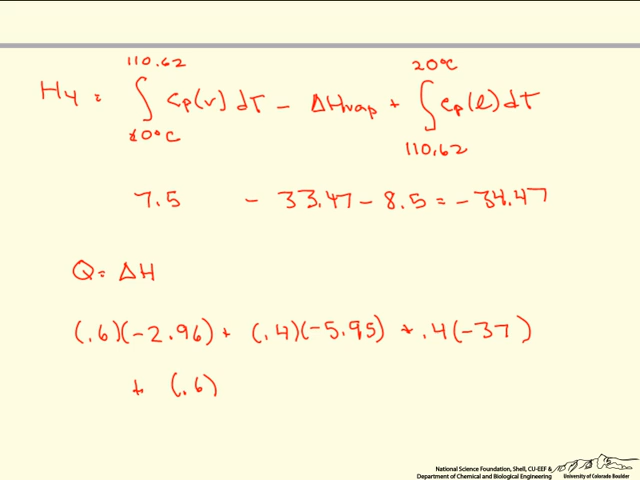 H4 = ∫ (20°C → 110.62) cp(v) dT - ΔHvap + ∫ (110.62 → 20°C) cp(l) dT
7.5 - 33.47 - 8.5 = - 34.47
Q = ΔH
(.6)(-2.96) + (.4)(-5.95) + .4(-37)
+ (.6)
National Science Foundation, Shell, CU-EEF &
Department of Chemical and Biological Engineering
University of Colorado Boulder